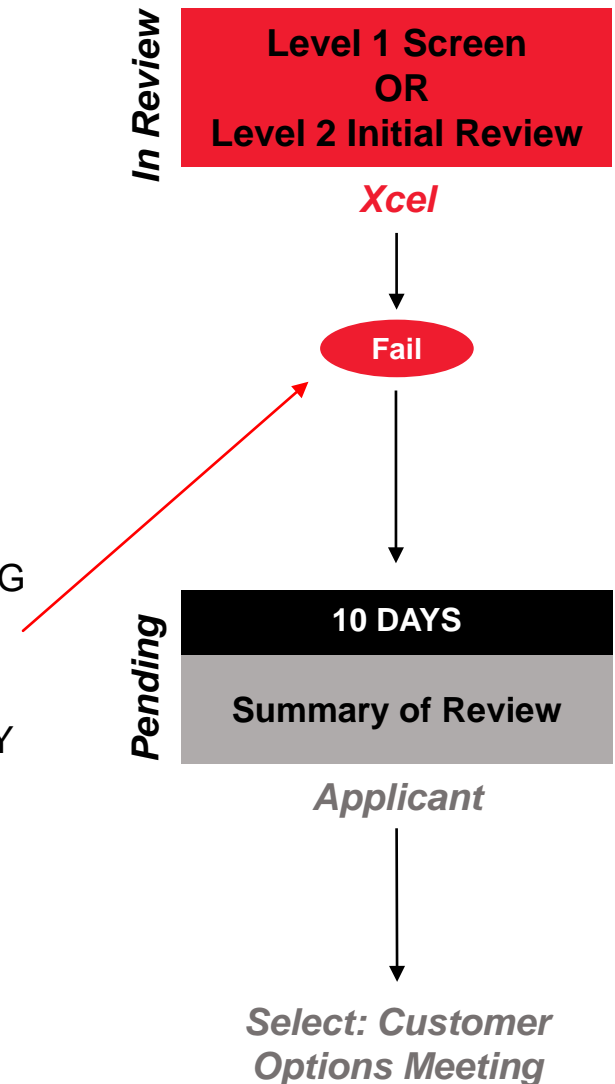 In Review
Level 1 Screen
OR
Level 2 Initial Review
Xcel
Fail
G
Y
Pending
10 DAYS
Summary of Review
Applicant
Select: Customer
Options Meeting